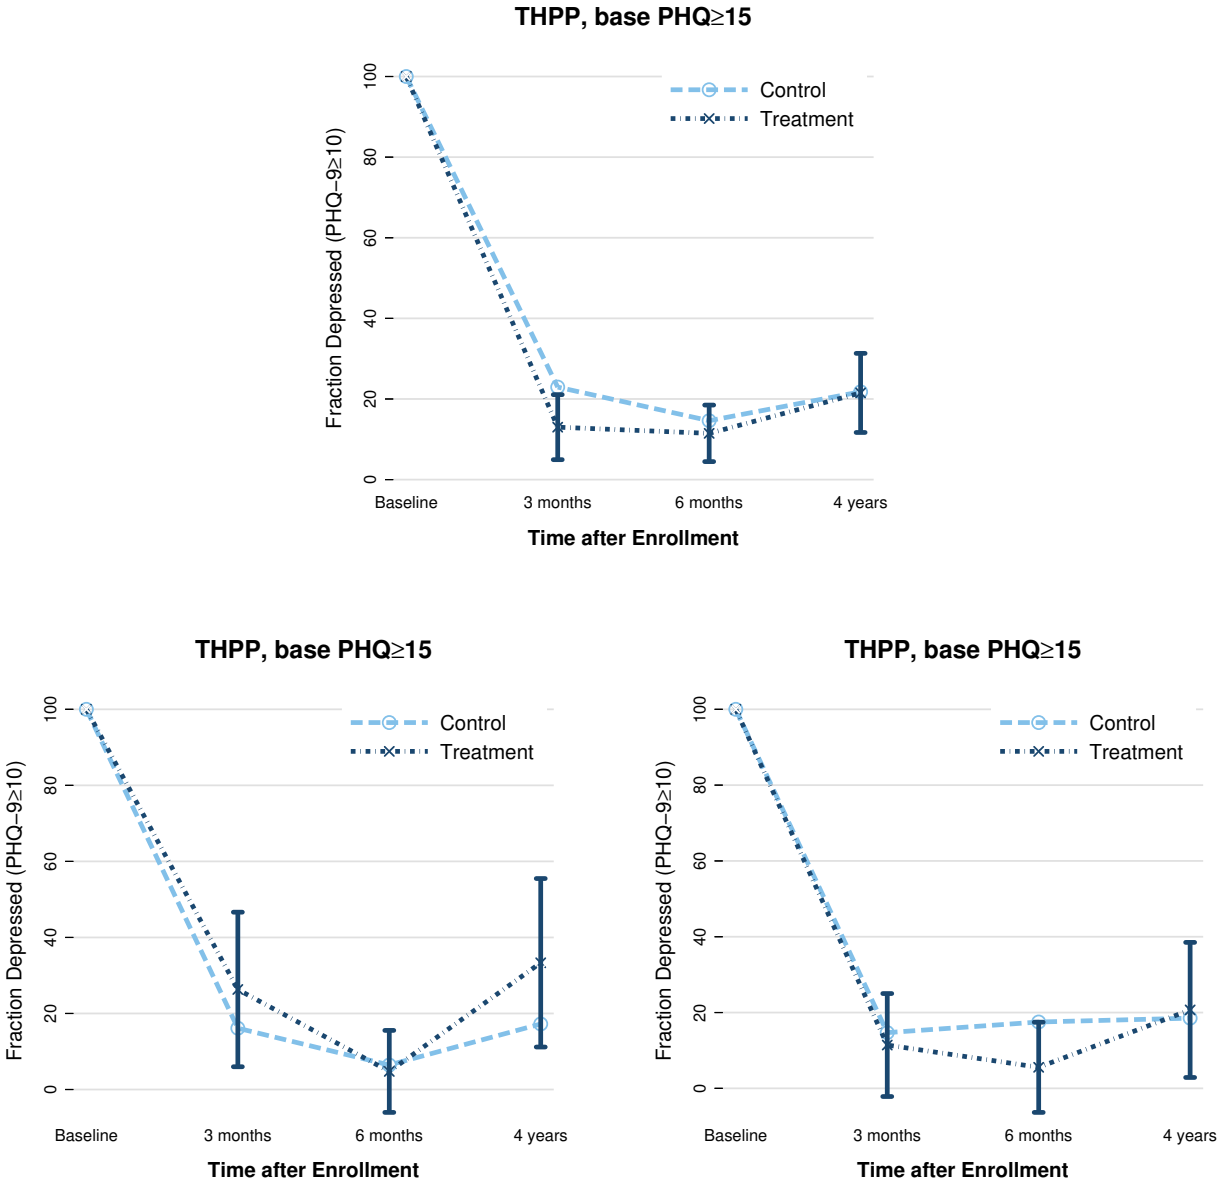 THPP, base PHQ≥15
Fraction Depressed (PHQ−9≥10)
100
80
60
40
20
0
Control
Treatment
Baseline
3 months
6 months
4 years
Time after Enrollment
THPP, base PHQ≥15
Fraction Depressed (PHQ−9≥10)
100
80
60
40
20
0
Control
Treatment
Baseline
3 months
6 months
4 years
Time after Enrollment
THPP, base PHQ≥15
Fraction Depressed (PHQ−9≥10)
100
80
60
40
20
0
Control
Treatment
Baseline
3 months
6 months
4 years
Time after Enrollment